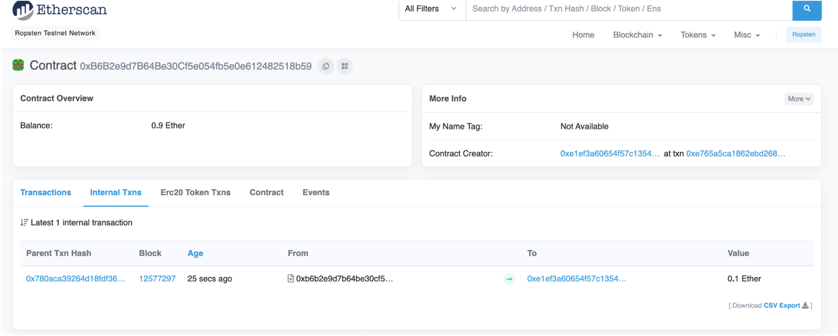 Etherscan
All Filters
Search by Address / Txn Hash / Block / Token / Ens
Ropsten Testnet Network
Home Blockchain Tokens Misc Ropsten
Contract 0xB6B2e9d7B64Be30Cf5e054fb5e0e612482518b59
Contract Overview
Balance: 0.9 Ether
More Info
More
My Name Tag: Not Available
Contract Creator: 0xe1ef3a60654f57c1354... at txn 0xe765a5ca1862ebd268...
Transactions Internal Txns Erc20 Token Txns Contract Events
Latest 1 internal transaction
Parent Txn Hash Block Age From To Value
0x780aca39264d18fdf36... 12577297 25 secs ago 0xb6b2e9d7b64be30cf5... 0xe1ef3a60654f57c1354... 0.1 Ether
[ Download CSV Export ]